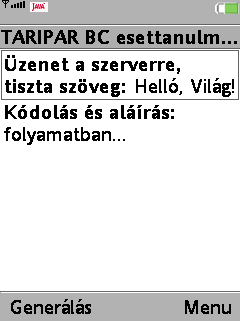 JAVA
TARIPAR BC esettanulm...
Üzenet a szerverre,
tiszta szöveg: Helló, Világ!
Kódolás és aláírás:
folyamatban...
Generálás Menu